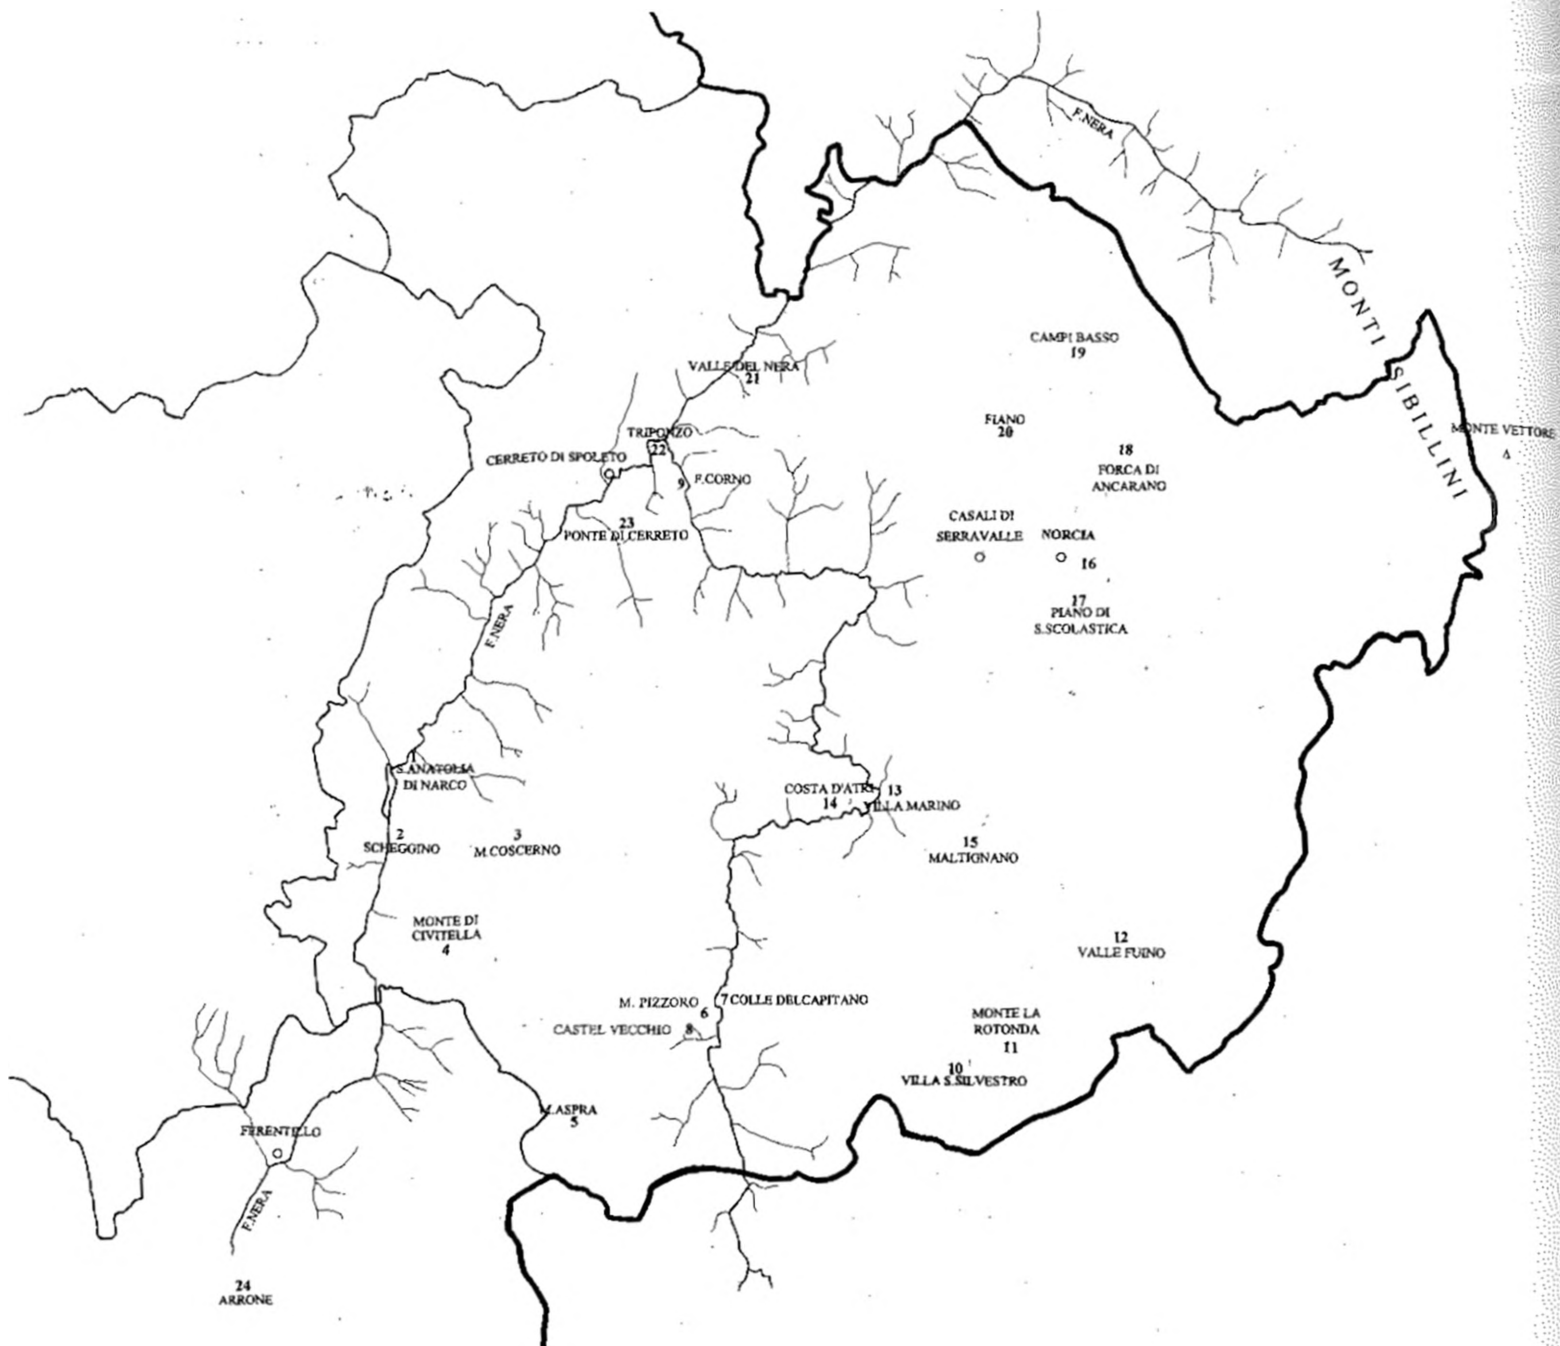 F.NERA
MONTI
SIBILLINI
CAMPI BASSO
19
VALLE DEL NERA
21
FIANO
20
MONTE VETTORE
TRIPONZO
22
CERRETO DI SPOLETO
18
FORCA DI
ANCARANO
9
F.CORNO
23
PONTE DI CERRETO
CASALI DI
SERRAVALLE
NORCIA
16
17
PIANO DI
S.SCOLASTICA
F.NERA
1
S.ANATOLIA
DI NARCO
COSTA D'ATRI
14
13
VILLA MARINO
2
SCHEGGINO
3
M.COSCERNO
15
MALTIGNANO
MONTE DI
CIVITELLA
4
12
VALLE FUINO
M. PIZZORO
6
7 COLLE DELCAPITANO
CASTEL VECCHIO 8
MONTE LA
ROTONDA
11
10
VILLA S.SILVESTRO
M.ASPRA
5
FERENTILLO
F.NERA
24
ARRONE